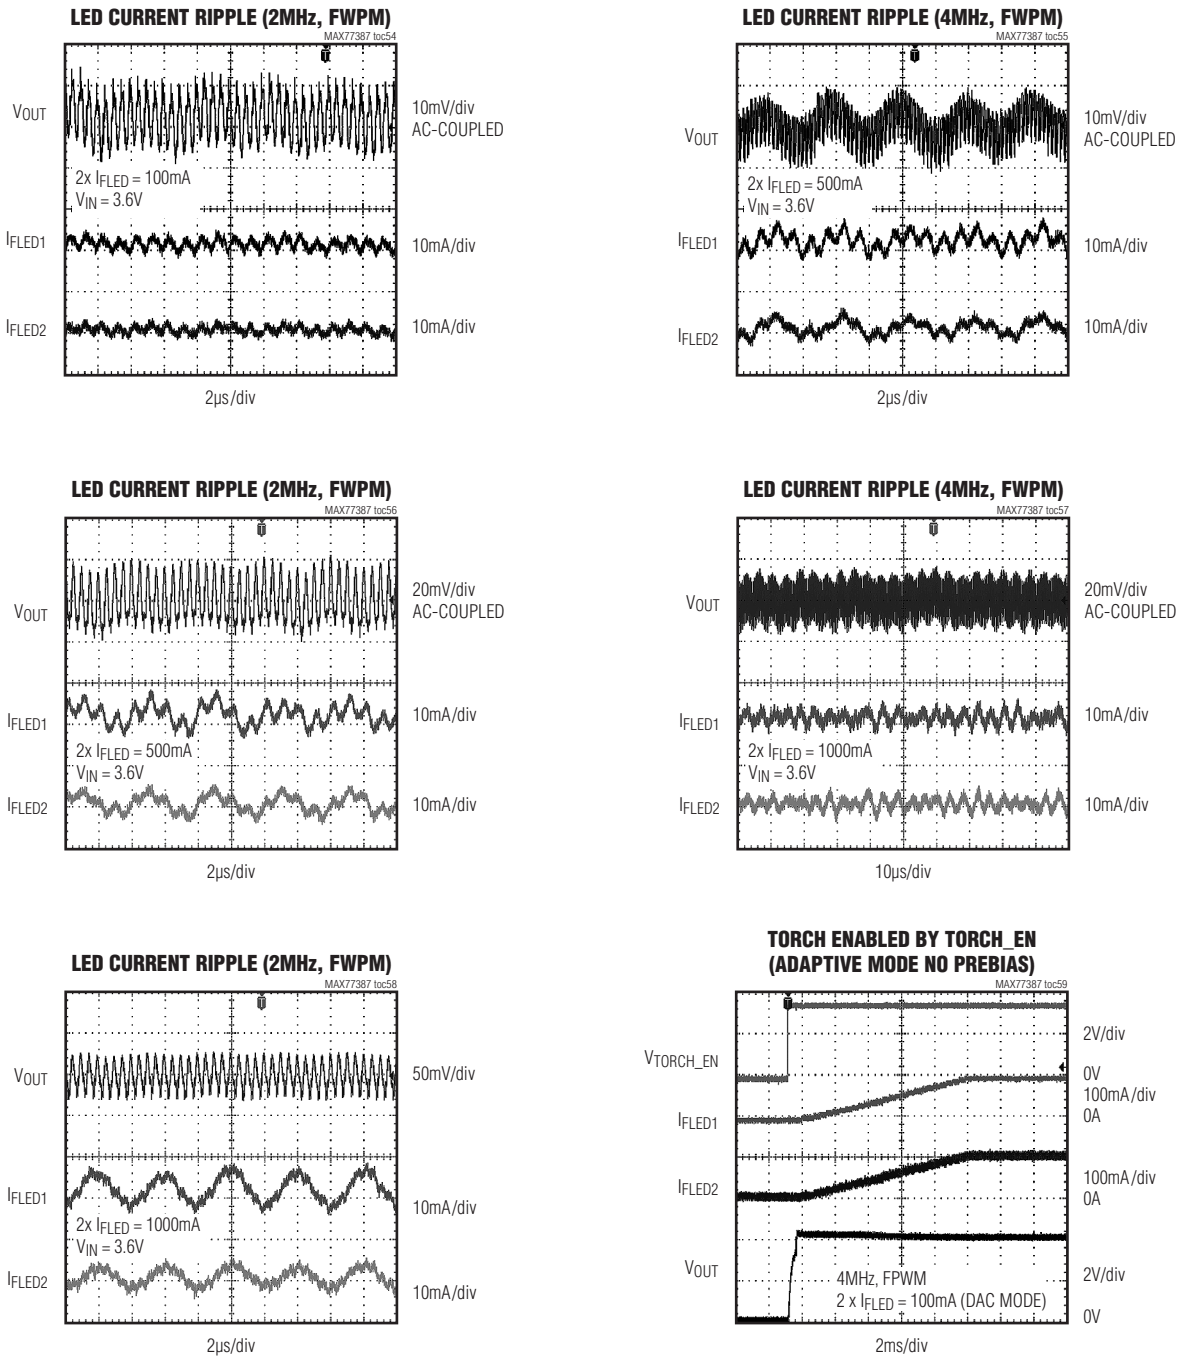 LED CURRENT RIPPLE (2MHz, FWPM)
MAX77387 toc54
VOUT
10mV/div
AC-COUPLED
2x IFLED = 100mA
VIN = 3.6V
IFLED1
10mA/div
IFLED2
10mA/div
2µs/div
LED CURRENT RIPPLE (4MHz, FWPM)
MAX77387 toc55
VOUT
10mV/div
AC-COUPLED
2x IFLED = 500mA
VIN = 3.6V
IFLED1
10mA/div
IFLED2
10mA/div
2µs/div
LED CURRENT RIPPLE (2MHz, FWPM)
MAX77387 toc56
VOUT
20mV/div
AC-COUPLED
IFLED1
10mA/div
2x IFLED = 500mA
VIN = 3.6V
IFLED2
10mA/div
2µs/div
LED CURRENT RIPPLE (4MHz, FWPM)
MAX77387 toc57
VOUT
20mV/div
AC-COUPLED
IFLED1
10mA/div
2x IFLED = 1000mA
VIN = 3.6V
IFLED2
10mA/div
10µs/div
LED CURRENT RIPPLE (2MHz, FWPM)
MAX77387 toc58
VOUT
50mV/div
IFLED1
10mA/div
2x IFLED = 1000mA
VIN = 3.6V
IFLED2
10mA/div
2µs/div
TORCH ENABLED BY TORCH_EN
(ADAPTIVE MODE NO PREBIAS)
MAX77387 toc59
2V/div
VTORCH_EN
0V
100mA/div
IFLED1
0A
100mA/div
IFLED2
0A
VOUT
2V/div
4MHz, FPWM
2 x IFLED = 100mA (DAC MODE)
0V
2ms/div